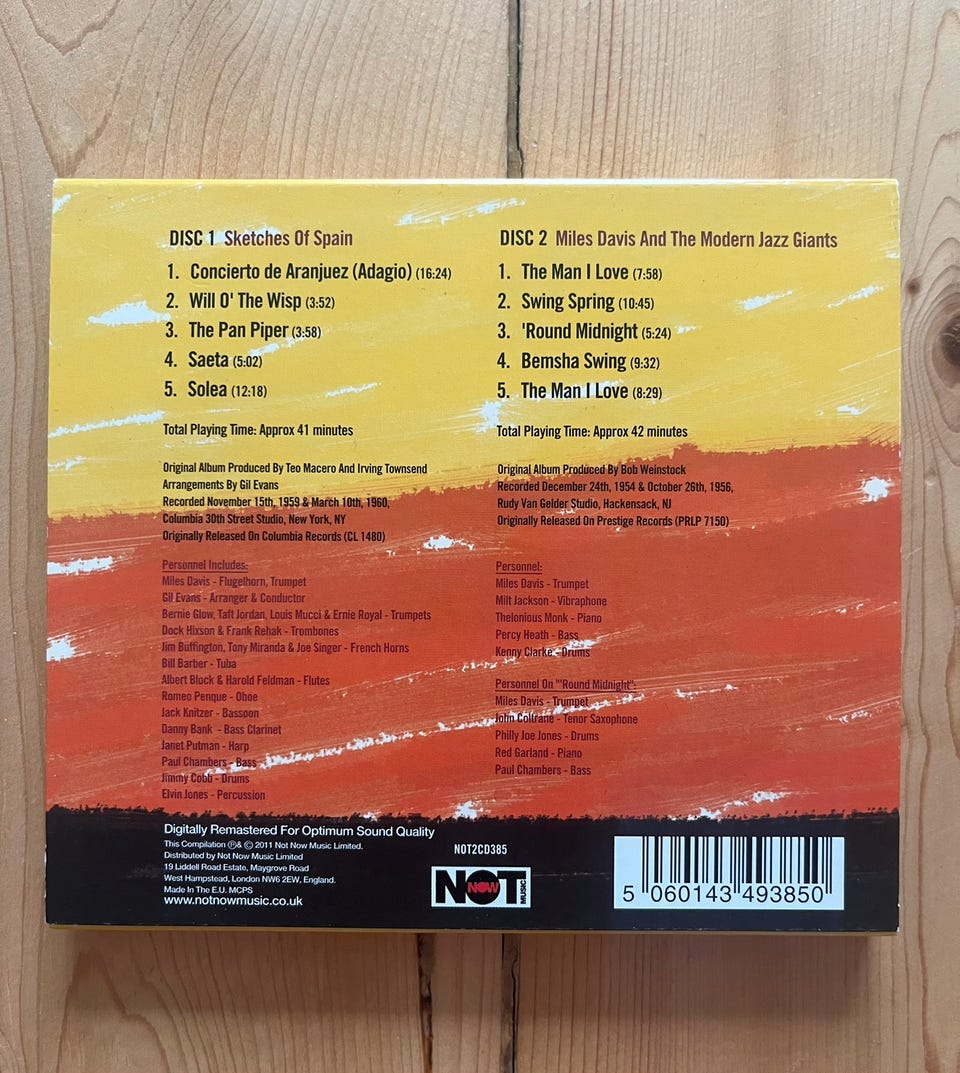 DISC 1 Sketches Of Spain
1. Concierto de Aranjuez (Adagio) (16:24)
2. Will O' The Wisp (3:52)
3. The Pan Piper (3:58)
4. Saeta (5:02)
5. Solea (12:18)
Total Playing Time: Approx 41 minutes
Original Album Produced By Teo Macero And Irving Townsend
Arrangements By Gil Evans
Recorded November 15th, 1959 & March 10th, 1960,
Columbia 30th Street Studio, New York, NY
Originally Released On Columbia Records (CL 1480)
Personnel Includes:
Miles Davis - Flugelhorn, Trumpet
Gil Evans - Arranger & Conductor
Bernie Glow, Taft Jordan, Louis Mucci & Ernie Royal - Trumpets
Dock Hixson & Frank Rehak - Trombones
Jim Buffington, Tony Miranda & Joe Singer - French Horns
Bill Barber - Tuba
Albert Block & Harold Feldman - Flutes
Romeo Penque - Oboe
Jack Knitzer - Bassoon
Danny Bank - Bass Clarinet
Janet Putman - Harp
Paul Chambers - Bass
Jimmy Cobb - Drums
Elvin Jones - Percussion
DISC 2 Miles Davis And The Modern Jazz Giants
1. The Man I Love (7:58)
2. Swing Spring (10:45)
3. 'Round Midnight (5:24)
4. Bemsha Swing (9:32)
5. The Man I Love (8:29)
Total Playing Time: Approx 42 minutes
Original Album Produced By Bob Weinstock
Recorded December 24th, 1954 & October 26th, 1956,
Rudy Van Gelder Studio, Hackensack, NJ
Originally Released On Prestige Records (PRLP 7150)
Personnel:
Miles Davis - Trumpet
Milt Jackson - Vibraphone
Thelonious Monk - Piano
Percy Heath - Bass
Kenny Clarke - Drums
Personnel On "'Round Midnight":
Miles Davis - Trumpet
John Coltrane - Tenor Saxophone
Philly Joe Jones - Drums
Red Garland - Piano
Paul Chambers - Bass
Digitally Remastered For Optimum Sound Quality
This Compilation ℗& © 2011 Not Now Music Limited.
Distributed by Not Now Music Limited
19 Liddell Road Estate, Maygrove Road
West Hampstead, London NW6 2EW, England.
Made In The E.U. MCPS
www.notnowmusic.co.uk
NOT2CD385
NOT NOW MUSIC
5 060143 493850